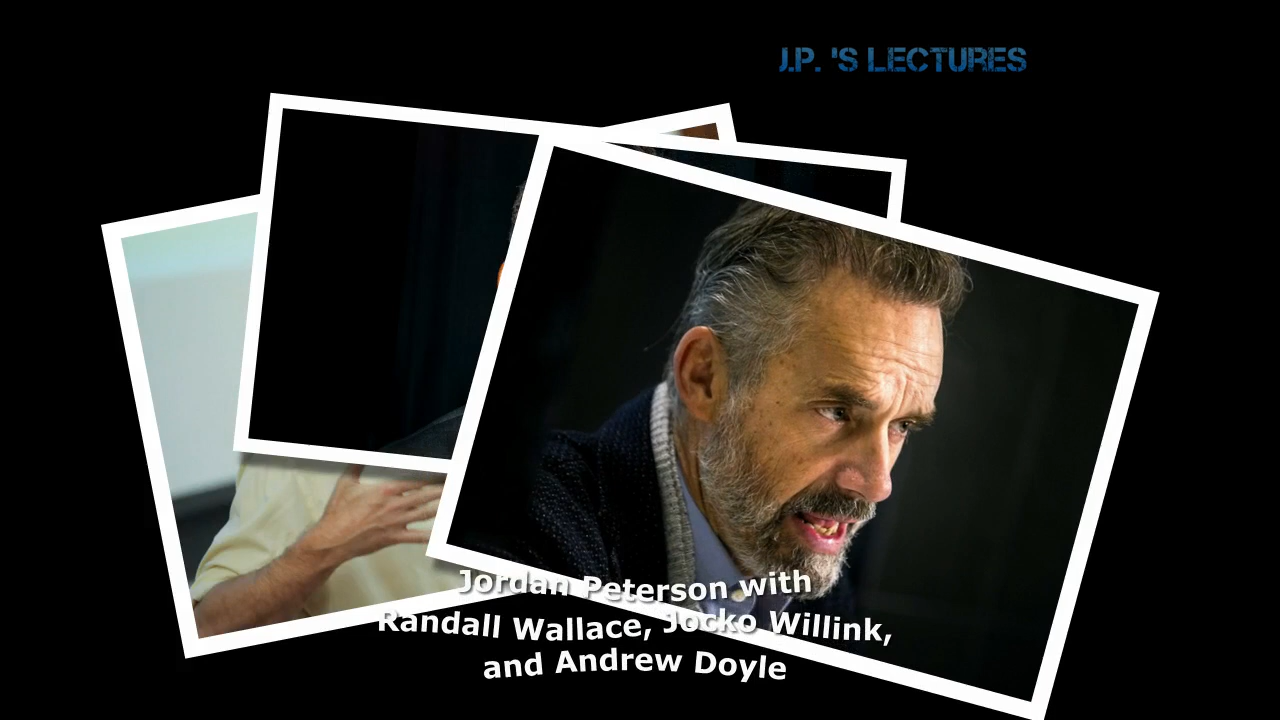 J.P. 'S LECTURES
Jordan Peterson with
Randall Wallace, Jocko Willink,
and Andrew Doyle